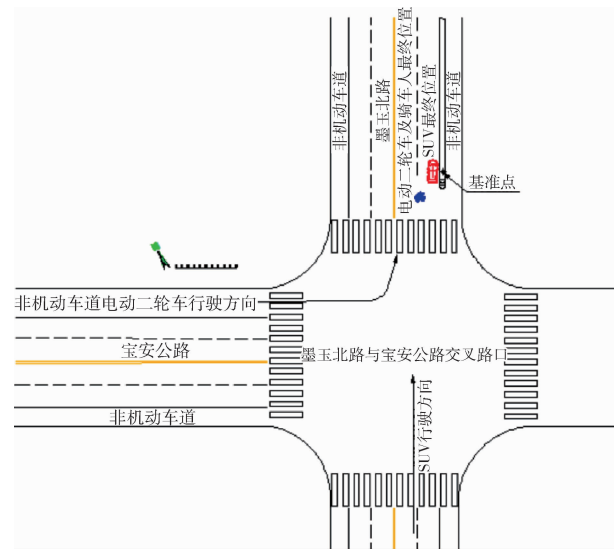 非机动车道
墨玉北路
电动二轮车及骑车人最终位置
SUV最终位置
非机动车道
基准点
非机动车道电动二轮车行驶方向
宝安公路
墨玉北路与宝安公路交叉路口
非机动车道
SUV行驶方向